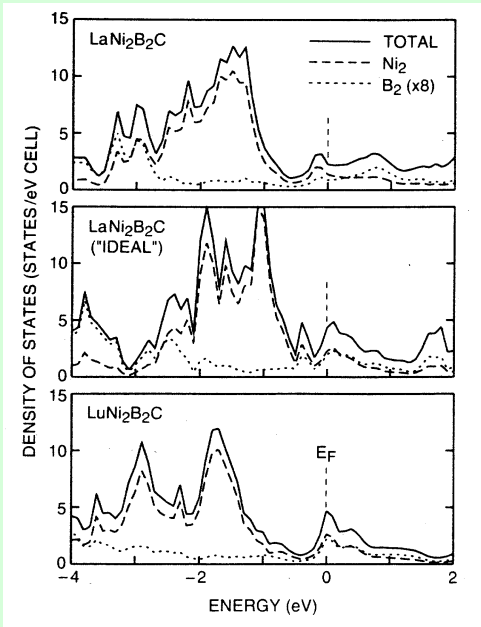 LaNi2B2C
TOTAL
Ni2
B2 (x8)
15
10
5
0
LaNi2B2C
("IDEAL")
15
10
5
0
LuNi2B2C
EF
15
10
5
0
-4
-2
0
2
ENERGY (eV)
DENSITY OF STATES (STATES/eV CELL)